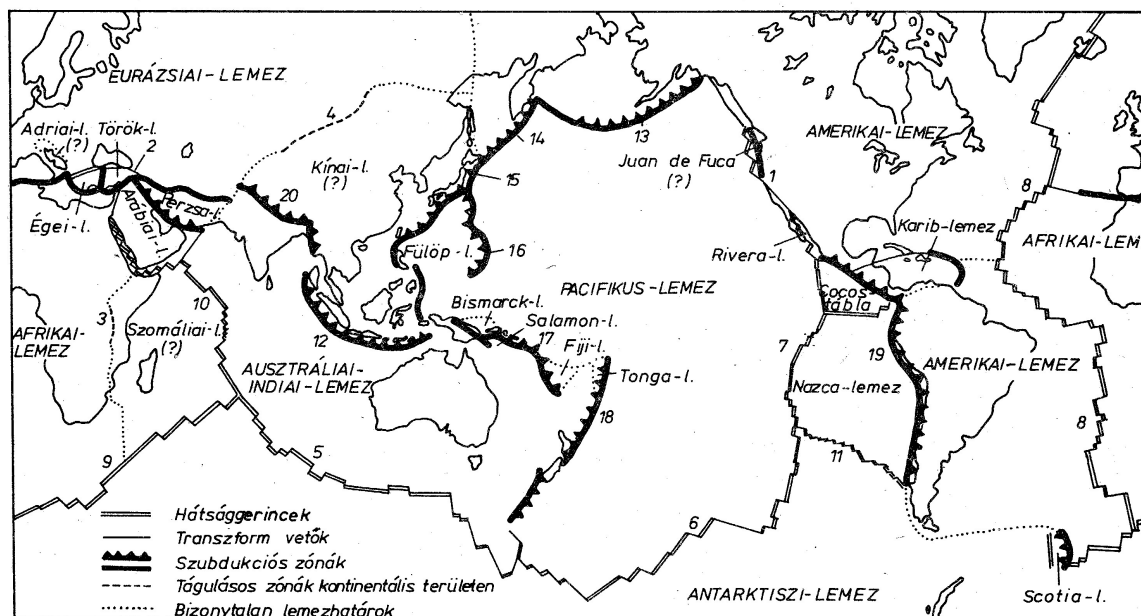 EURÁZSIAI-LEMEZ
4
Adriai-l. Török-l.
(?)
2
Kínai-l.
(?)
14
13
15
Juan de Fuca
(?)
1
AMERIKAI-LEMEZ
8
Égei-l.
Arábiai-l.
Perzsa-l.
20
Fülöp-l.
16
Rivera-l.
Karib-lemez
AFRIKAI-LEM
10
Bismarck-l.
PACIFIKUS-LEMEZ
Cocos-
tábla
Salamon-l.
17
AFRIKAI-
LEMEZ
3
Szomáliai-l.
(?)
12
AUSZTRÁLIAI-
INDIAI-LEMEZ
Fiji-l.
Tonga-l.
7
19
AMERIKAI-LEMEZ
Nazca-lemez
18
8
9
5
11
6
Hátsággerincek
Transzform vetők
Szubdukciós zónák
Tágulásos zónák kontinentális területen
Bizonytalan lemezhatárok
ANTARKTISZI-LEMEZ
Scotia-l.